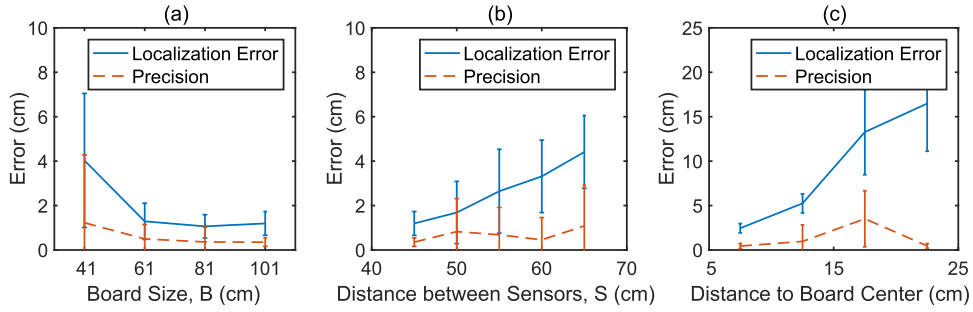 (a)
10
8
6
4
2
0
Error (cm)
Localization Error
Precision
41 61 81 101
Board Size, B (cm)
(b)
10
8
6
4
2
0
Error (cm)
Localization Error
Precision
40 50 60 70
Distance between Sensors, S (cm)
(c)
25
20
15
10
5
0
Error (cm)
Localization Error
Precision
5 15 25
Distance to Board Center (cm)